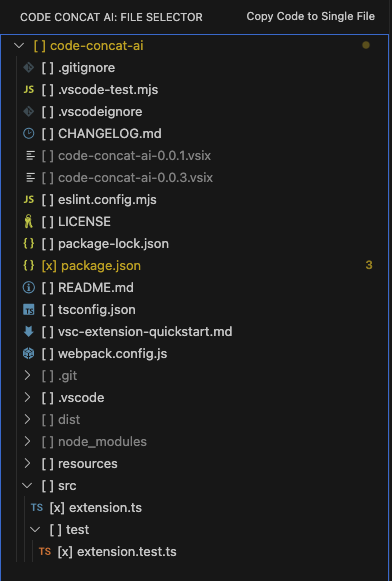 CODE CONCAT AI: FILE SELECTOR Copy Code to Single File
[ ] code-concat-ai
[ ] .gitignore
JS [ ] .vscode-test.mjs
[ ] .vscodeignore
[ ] CHANGELOG.md
[ ] code-concat-ai-0.0.1.vsix
[ ] code-concat-ai-0.0.3.vsix
JS [ ] eslint.config.mjs
[ ] LICENSE
{} [ ] package-lock.json
{} [x] package.json 3
[ ] README.md
TS [ ] tsconfig.json
[ ] vsc-extension-quickstart.md
[ ] webpack.config.js
[ ] .git
[ ] .vscode
[ ] dist
[ ] node_modules
[ ] resources
[ ] src
TS [x] extension.ts
[ ] test
TS [x] extension.test.ts